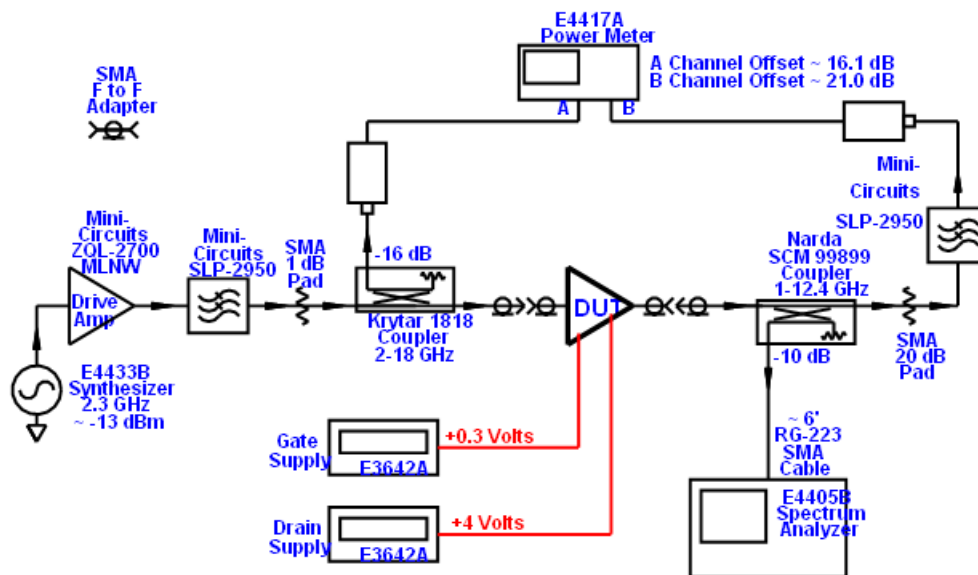 E4417A
Power Meter
A Channel Offset ~ 16.1 dB
B Channel Offset ~ 21.0 dB
A
B
SMA
F to F
Adapter
Mini-
Circuits
ZQL-2700
MLNW
Drive
Amp
Mini-
Circuits
SLP-2950
SMA
1 dB
Pad
-16 dB
Krytar 1818
Coupler
2-18 GHz
DUT
Mini-
Circuits
SLP-2950
Narda
SCM 99899
Coupler
1-12.4 GHz
-10 dB
SMA
20 dB
Pad
E4433B
Synthesizer
2.3 GHz
~ -13 dBm
Gate
Supply
E3642A
+0.3 Volts
Drain
Supply
E3642A
+4 Volts
~ 6'
RG-223
SMA
Cable
E4405B
Spectrum
Analyzer